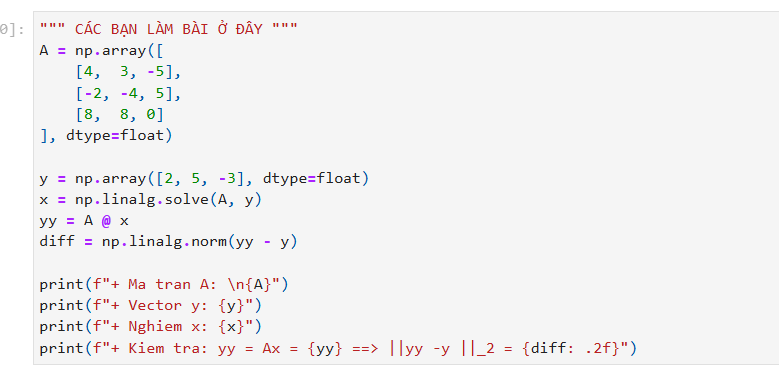 0]: """ CÁC BẠN LÀM BÀI Ở ĐÂY """
A = np.array([
    [4,  3, -5],
    [-2, -4, 5],
    [8,  8, 0]
], dtype=float)

y = np.array([2, 5, -3], dtype=float)
x = np.linalg.solve(A, y)
yy = A @ x
diff = np.linalg.norm(yy - y)

print(f"+ Ma tran A: \n{A}")
print(f"+ Vector y: {y}")
print(f"+ Nghiem x: {x}")
print(f"+ Kiem tra: yy = Ax = {yy} ==> ||yy -y ||_2 = {diff: .2f}")